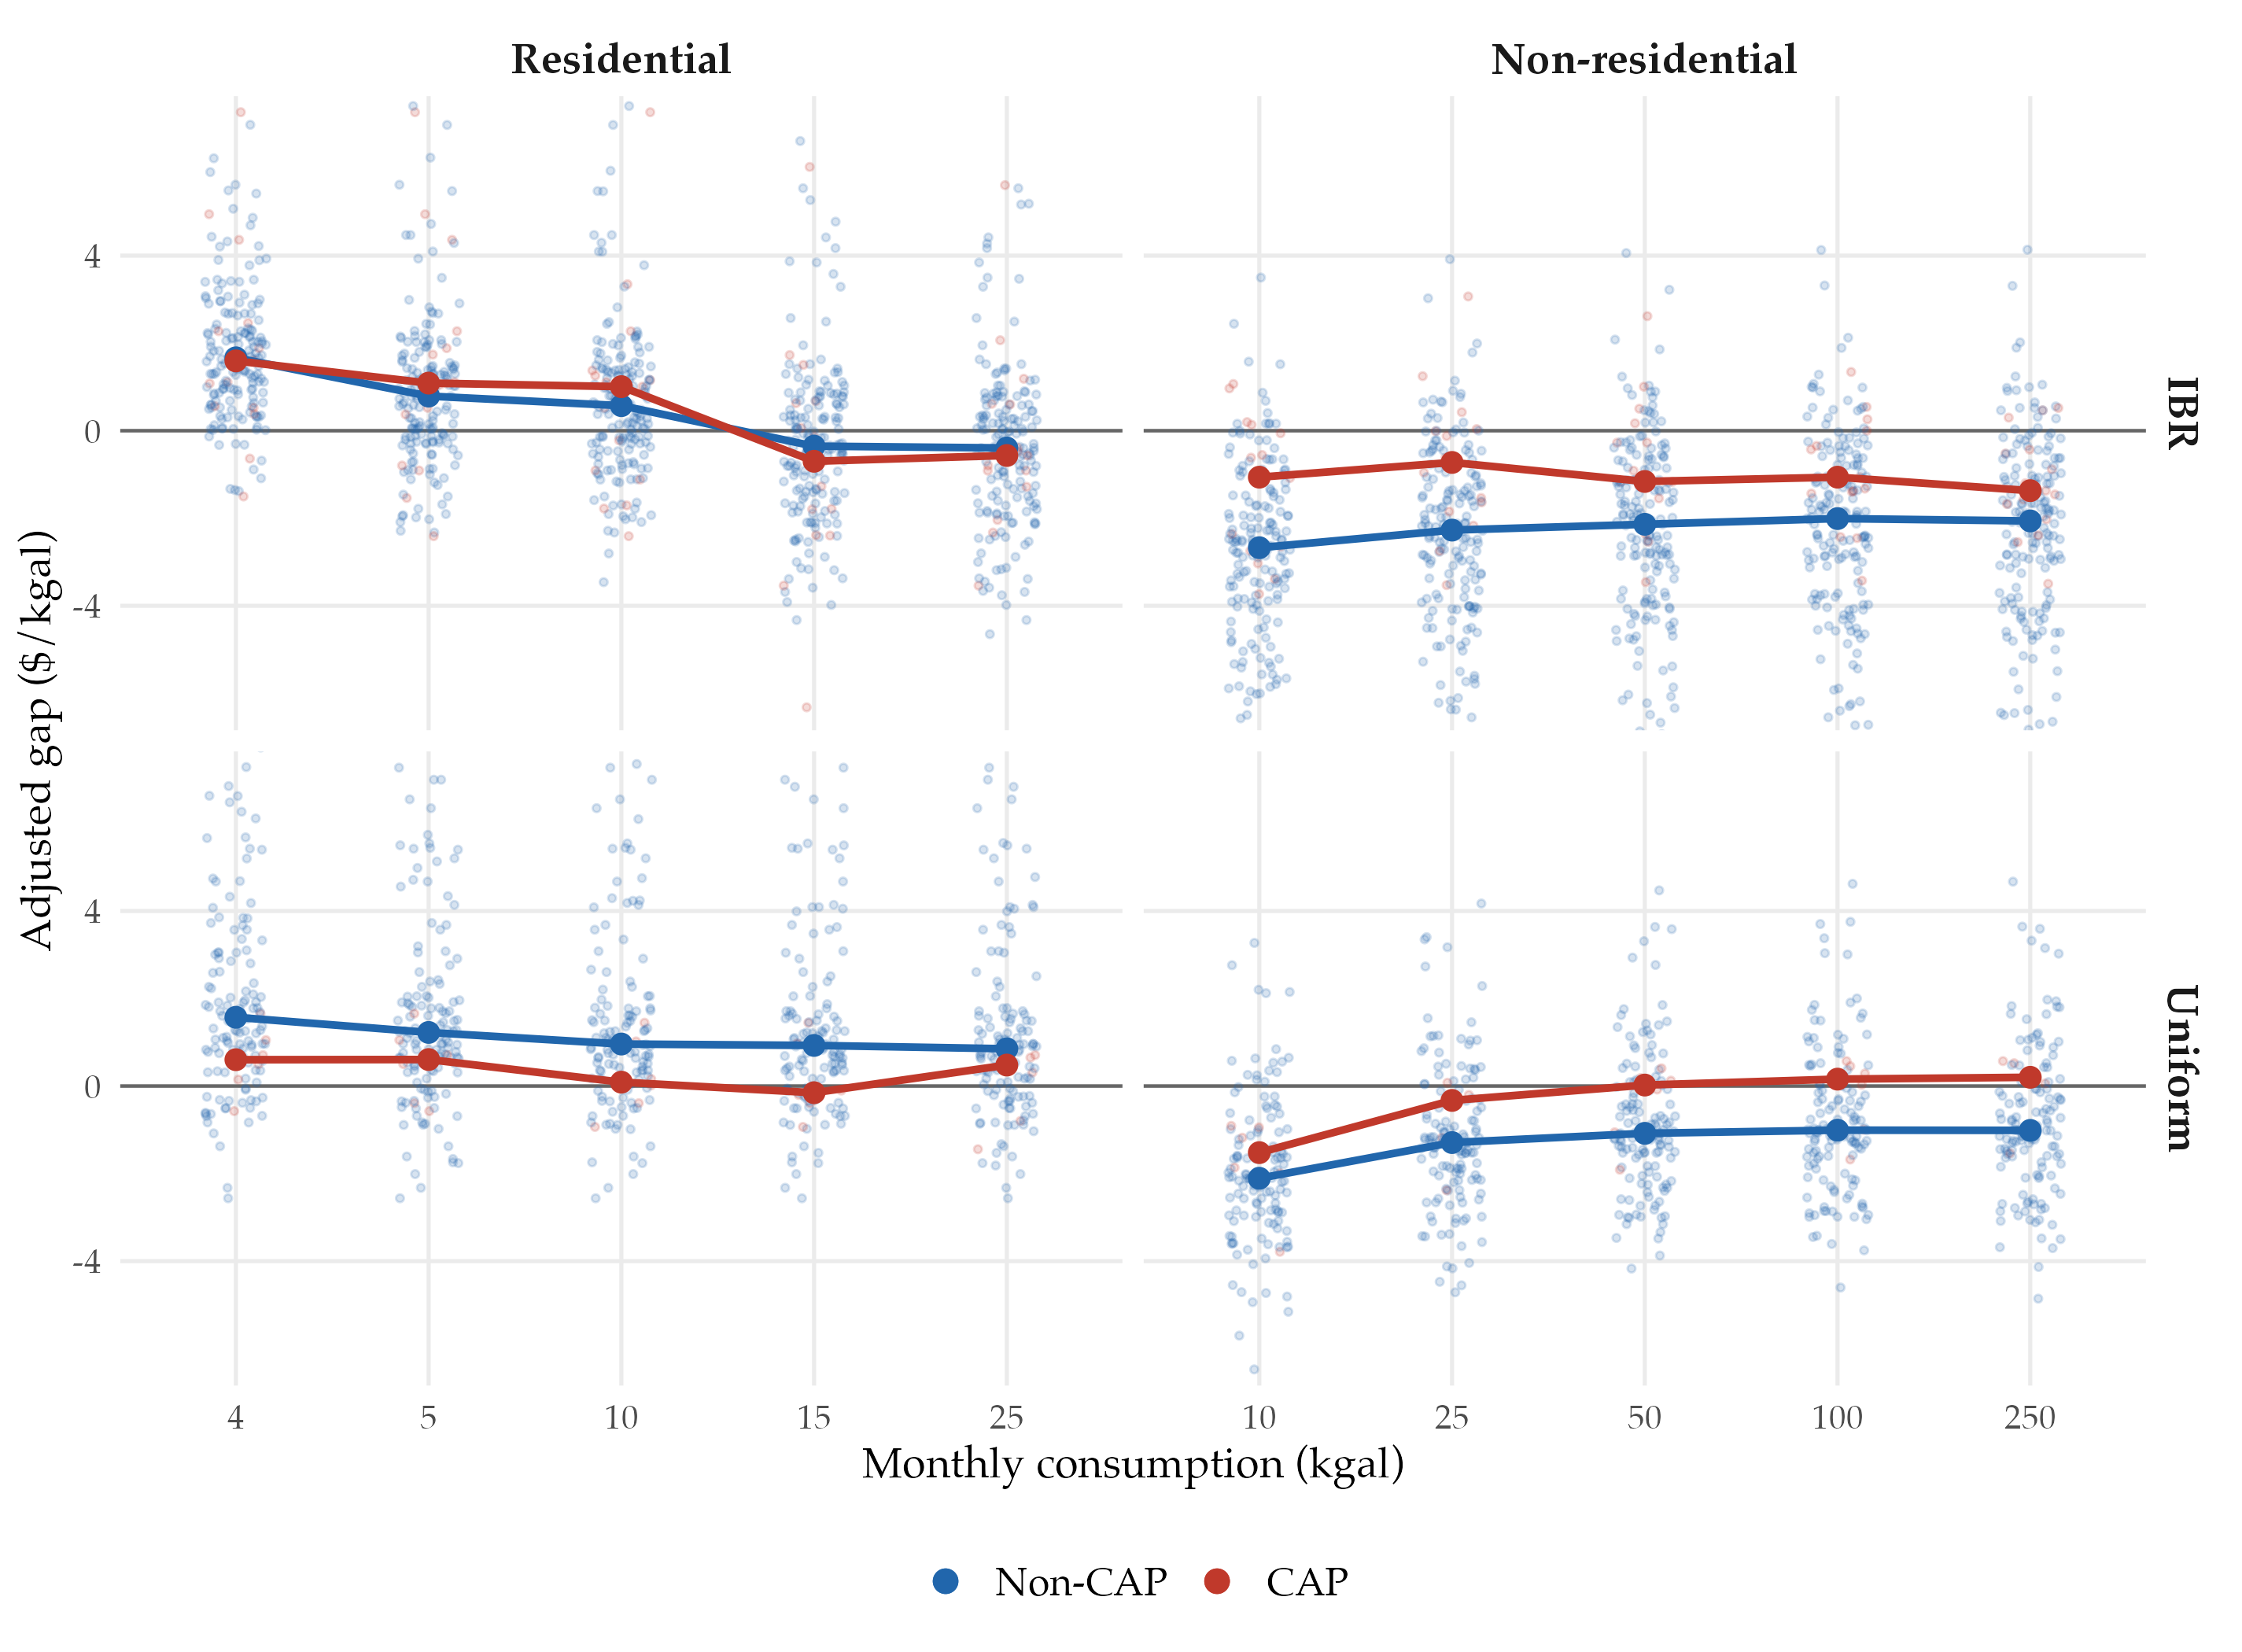 Residential
Non-residential
4
0
-4
IBR
4
0
-4
Uniform
Adjusted gap ($/kgal)
4 5 10 15 25
10 25 50 100 250
Monthly consumption (kgal)
Non-CAP CAP